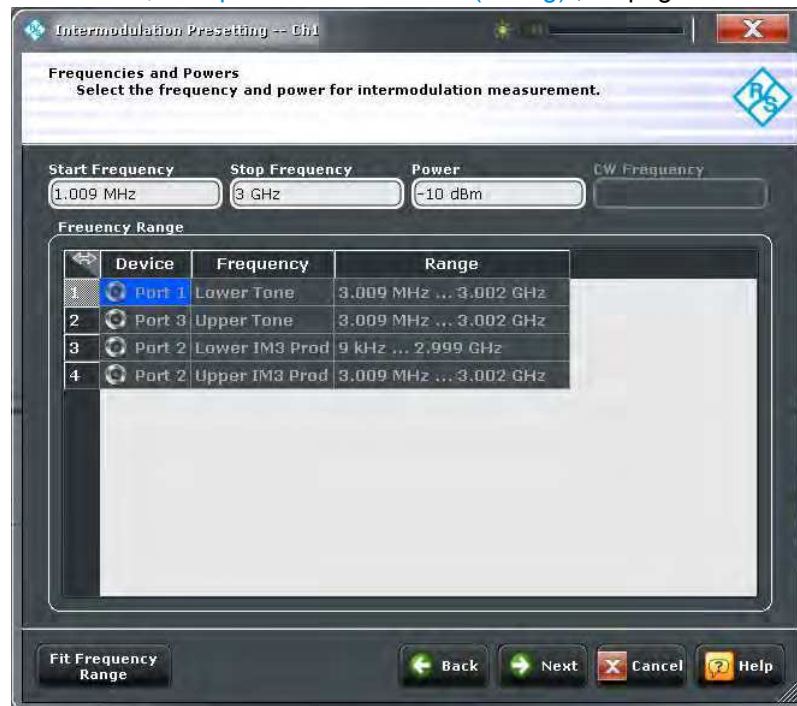 Intermodulation Presetting -- Ch1
Frequencies and Powers
Select the frequency and power for intermodulation measurement.
R&S
Start Frequency Stop Frequency Power CW Frequency
1.009 MHz 3 GHz -10 dBm
Freuency Range
Device Frequency Range
1 Port 1 Lower Tone 3.009 MHz ... 3.002 GHz
2 Port 3 Upper Tone 3.009 MHz ... 3.002 GHz
3 Port 2 Lower IM3 Prod 9 kHz ... 2.999 GHz
4 Port 2 Upper IM3 Prod 3.009 MHz ... 3.002 GHz
Fit Frequency Range Back Next Cancel Help